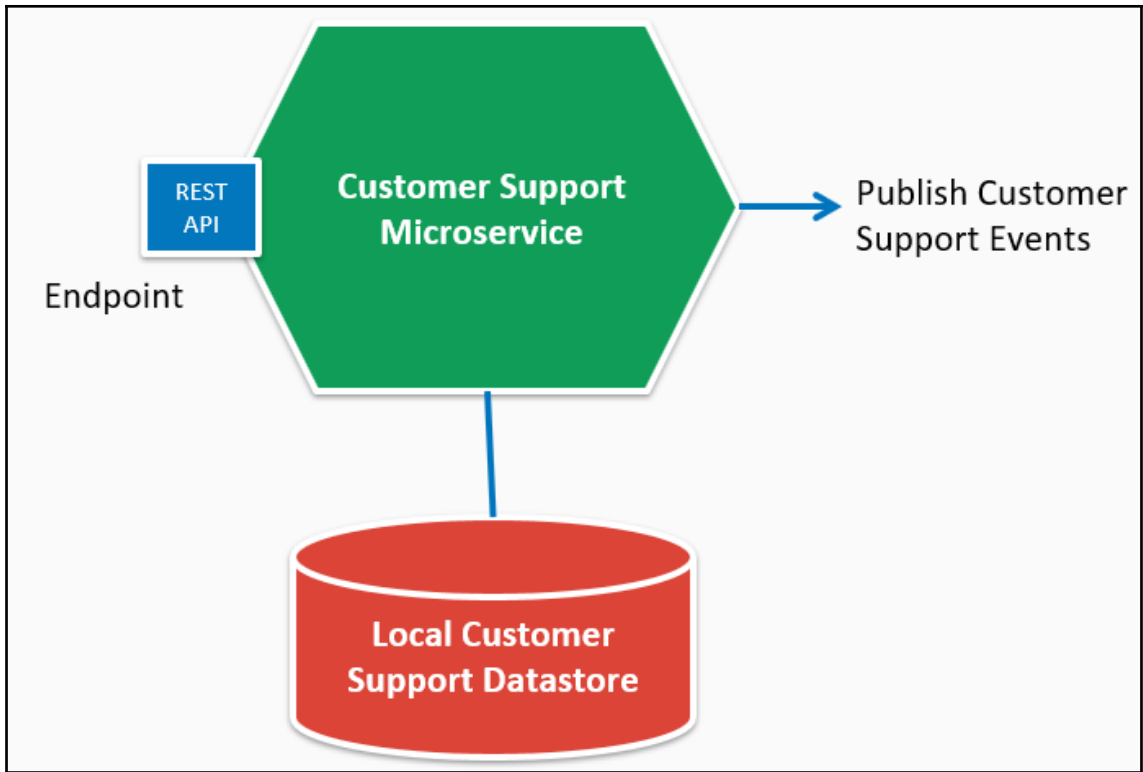 REST
API
Endpoint
Customer Support
Microservice
Publish Customer
Support Events
Local Customer
Support Datastore